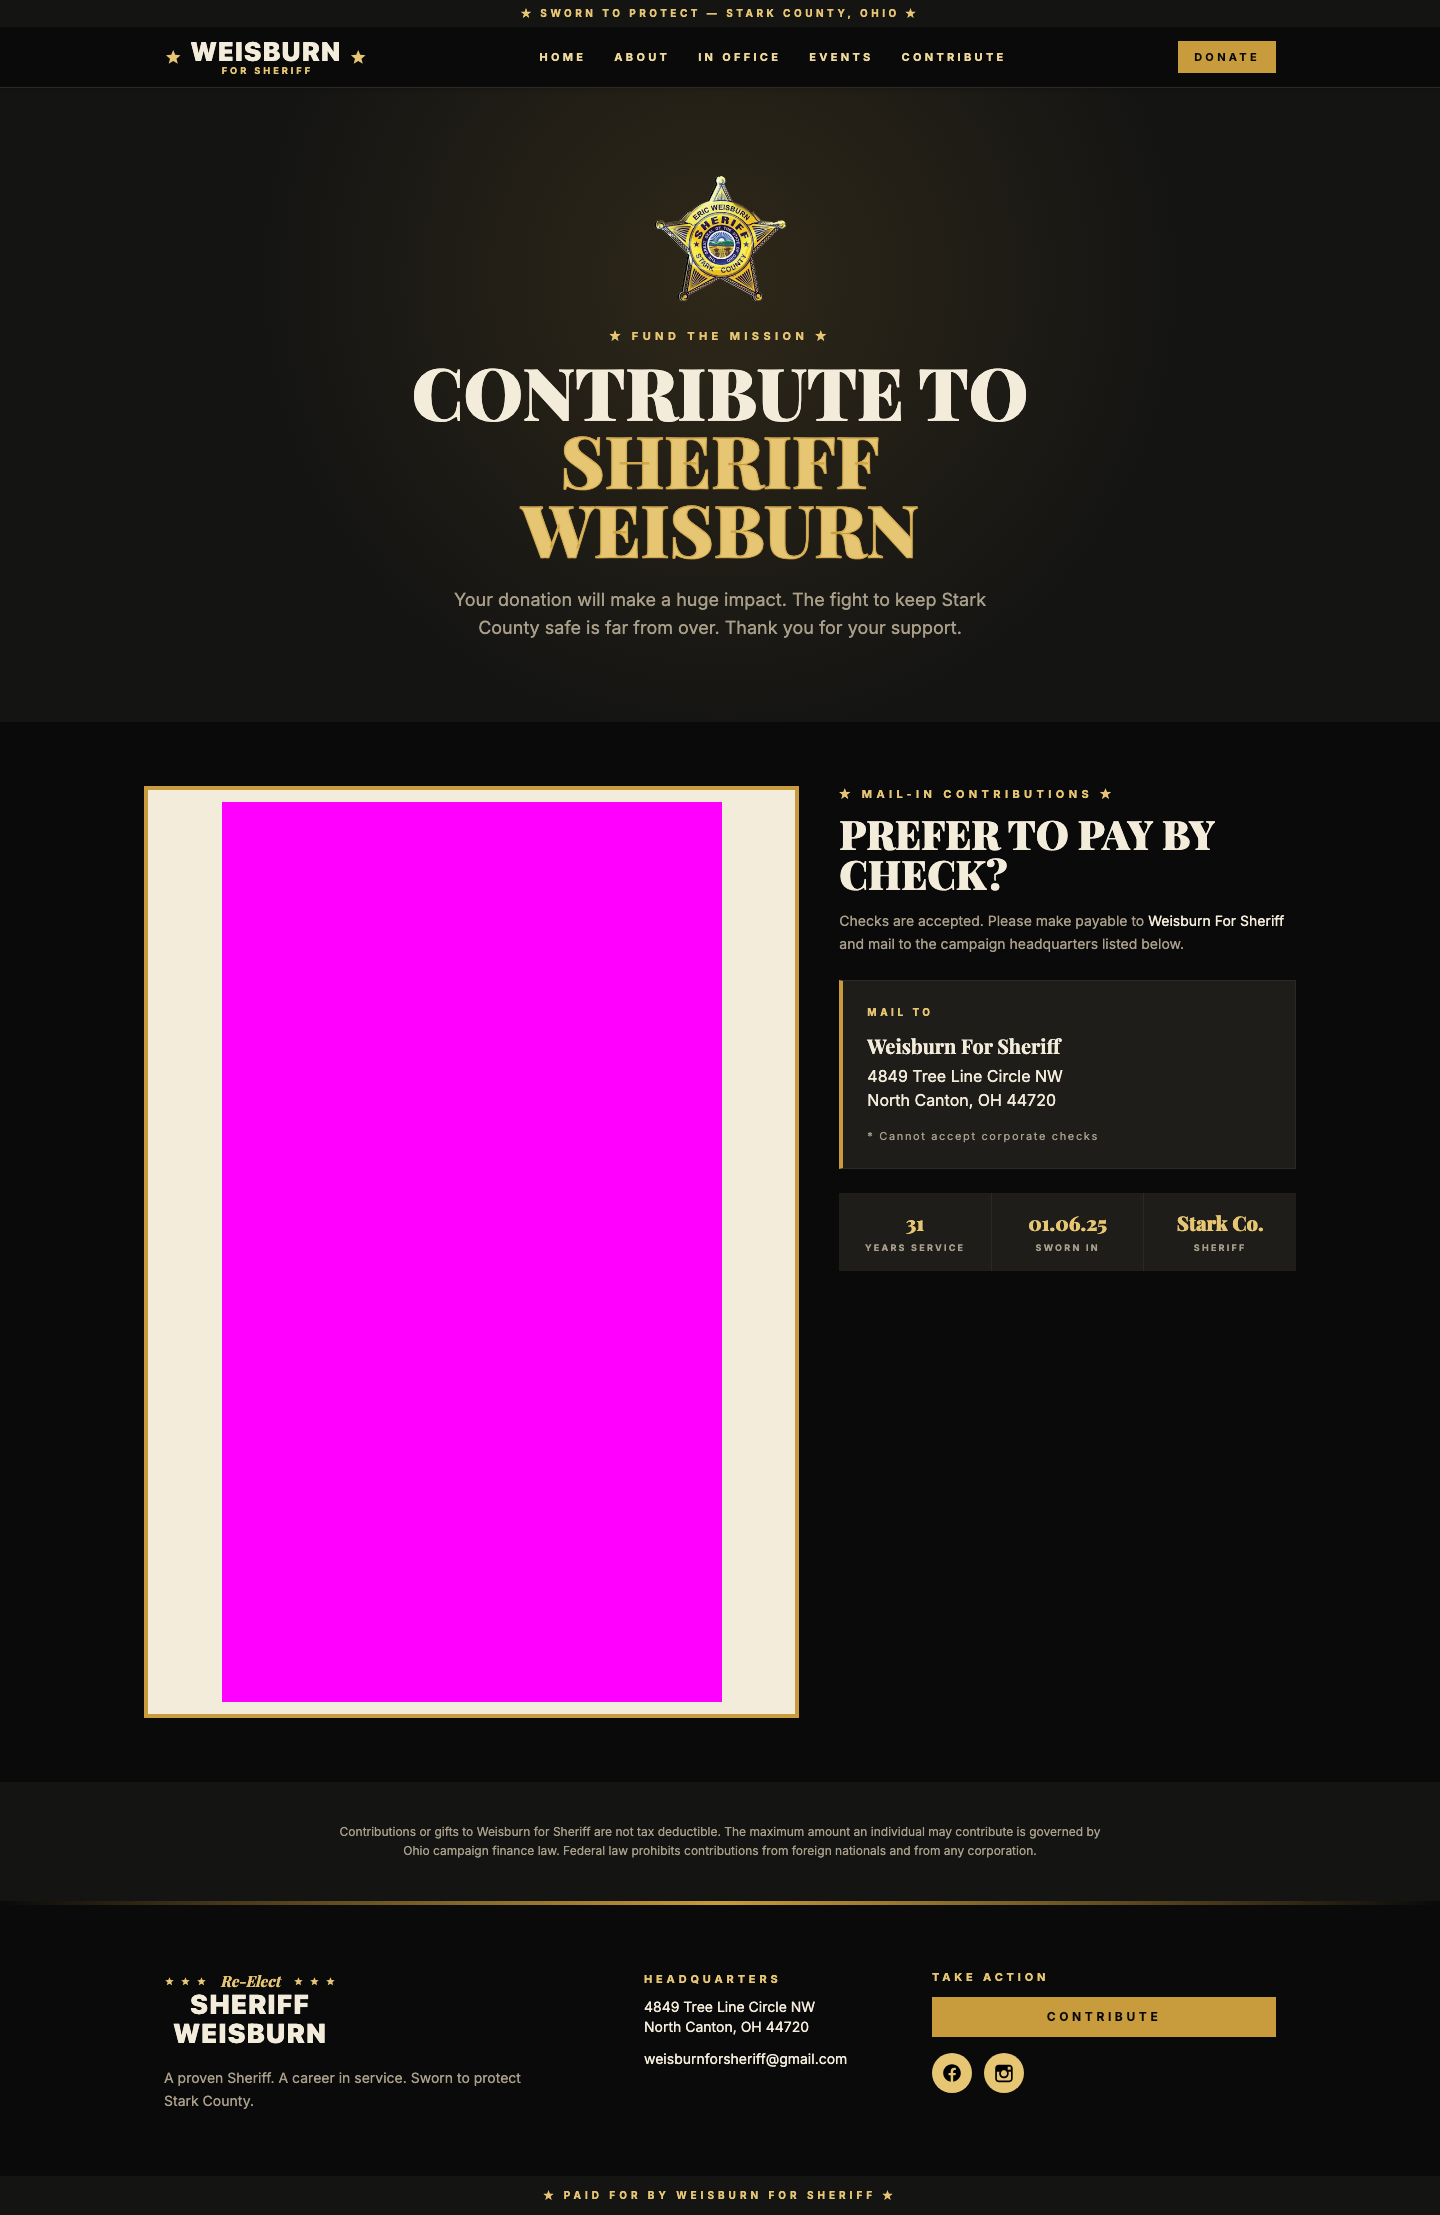 ★ SWORN TO PROTECT — STARK COUNTY, OHIO ★
★ WEISBURN ★
FOR SHERIFF
HOME ABOUT IN OFFICE EVENTS CONTRIBUTE
DONATE
ERIC WEISBURN
SHERIFF
STARK COUNTY
★ FUND THE MISSION ★
CONTRIBUTE TO
SHERIFF
WEISBURN
Your donation will make a huge impact. The fight to keep Stark
County safe is far from over. Thank you for your support.
★ MAIL-IN CONTRIBUTIONS ★
PREFER TO PAY BY
CHECK?
Checks are accepted. Please make payable to Weisburn For Sheriff
and mail to the campaign headquarters listed below.
MAIL TO
Weisburn For Sheriff
4849 Tree Line Circle NW
North Canton, OH 44720
* Cannot accept corporate checks
31
YEARS SERVICE
01.06.25
SWORN IN
Stark Co.
SHERIFF
Contributions or gifts to Weisburn for Sheriff are not tax deductible. The maximum amount an individual may contribute is governed by
Ohio campaign finance law. Federal law prohibits contributions from foreign nationals and from any corporation.
★ ★ ★ Re-Elect ★ ★ ★
SHERIFF
WEISBURN
A proven Sheriff. A career in service. Sworn to protect
Stark County.
HEADQUARTERS
4849 Tree Line Circle NW
North Canton, OH 44720
weisburnforsheriff@gmail.com
TAKE ACTION
CONTRIBUTE
★ PAID FOR BY WEISBURN FOR SHERIFF ★